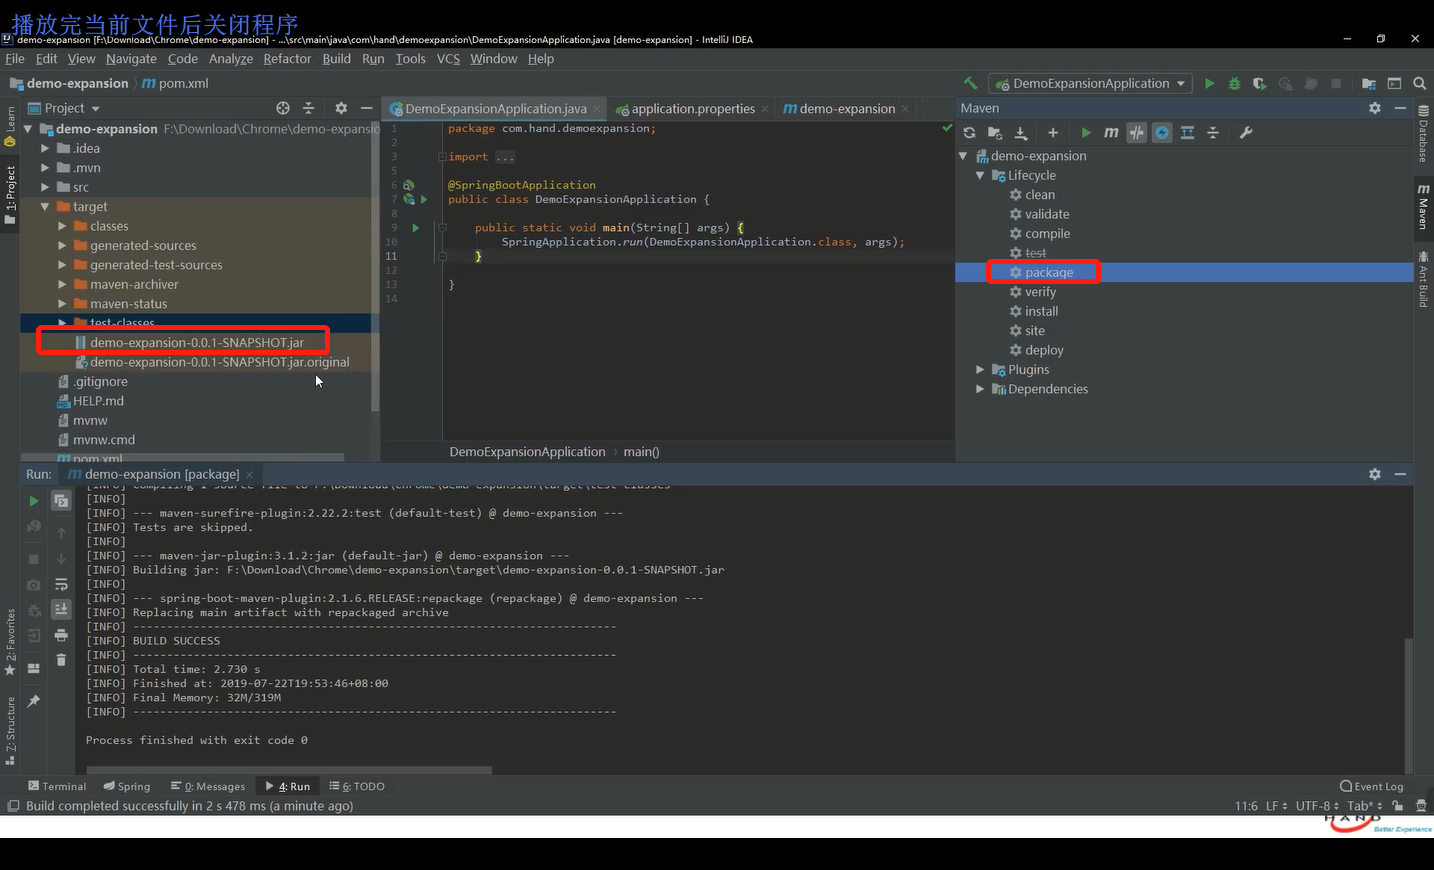 播放完当前文件后关闭程序
demo-expansion [F:\Download\Chrome\demo-expansion] - ...\src\main\java\com\hand\demoexpansion\DemoExpansionApplication.java [demo-expansion] - IntelliJ IDEA
File Edit View Navigate Code Analyze Refactor Build Run Tools VCS Window Help
demo-expansion pom.xml
DemoExpansionApplication
Learn
1: Project
2: Favorites
Z: Structure
Project
demo-expansion F:\Download\Chrome\demo-expansio
.idea
.mvn
src
target
classes
generated-sources
generated-test-sources
maven-archiver
maven-status
test-classes
demo-expansion-0.0.1-SNAPSHOT.jar
demo-expansion-0.0.1-SNAPSHOT.jar.original
.gitignore
HELP.md
mvnw
mvnw.cmd
pom.xml
DemoExpansionApplication.java application.properties demo-expansion
1 package com.hand.demoexpansion;
2
3 import ...
5
6 @SpringBootApplication
7 public class DemoExpansionApplication {
8
9 public static void main(String[] args) {
10 SpringApplication.run(DemoExpansionApplication.class, args);
11 }
12
13 }
14
DemoExpansionApplication main()
Maven
demo-expansion
Lifecycle
clean
validate
compile
test
package
verify
install
site
deploy
Plugins
Dependencies
Database
Maven
Ant Build
Run: demo-expansion [package]
[INFO] Compiling 1 source file to F:\Download\Chrome\demo-expansion\target\test-classes
[INFO]
[INFO] --- maven-surefire-plugin:2.22.2:test (default-test) @ demo-expansion ---
[INFO] Tests are skipped.
[INFO]
[INFO] --- maven-jar-plugin:3.1.2:jar (default-jar) @ demo-expansion ---
[INFO] Building jar: F:\Download\Chrome\demo-expansion\target\demo-expansion-0.0.1-SNAPSHOT.jar
[INFO]
[INFO] --- spring-boot-maven-plugin:2.1.6.RELEASE:repackage (repackage) @ demo-expansion ---
[INFO] Replacing main artifact with repackaged archive
[INFO] ------------------------------------------------------------------------
[INFO] BUILD SUCCESS
[INFO] ------------------------------------------------------------------------
[INFO] Total time: 2.730 s
[INFO] Finished at: 2019-07-22T19:53:46+08:00
[INFO] Final Memory: 32M/319M
[INFO] ------------------------------------------------------------------------
Process finished with exit code 0
Terminal Spring 0: Messages 4: Run 6: TODO Event Log
Build completed successfully in 2 s 478 ms (a minute ago) 11:6 LF UTF-8 Tab*
HAND
Better Experience